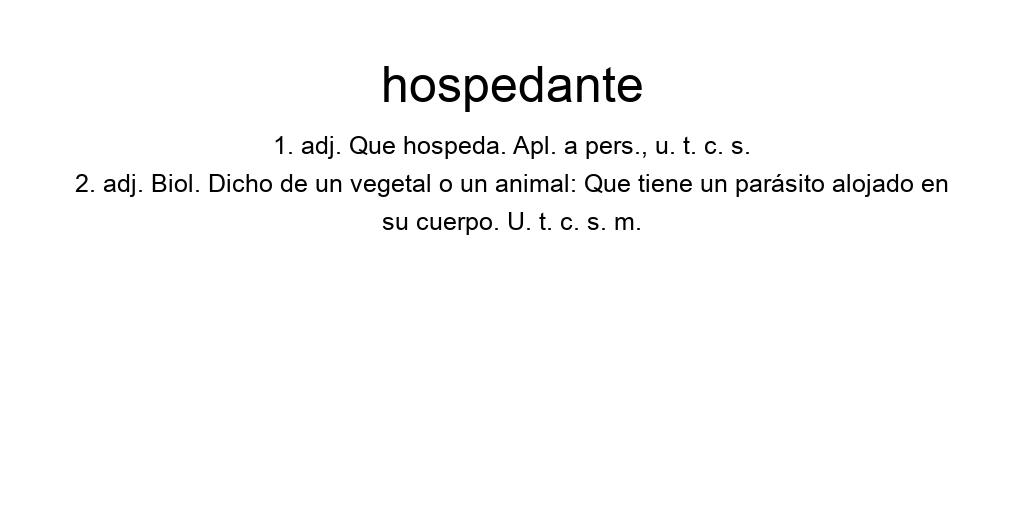 hospedante
1. adj. Que hospeda. Apl. a pers., u. t. c. s.
2. adj. Biol. Dicho de un vegetal o un animal: Que tiene un parásito alojado en
su cuerpo. U. t. c. s. m.